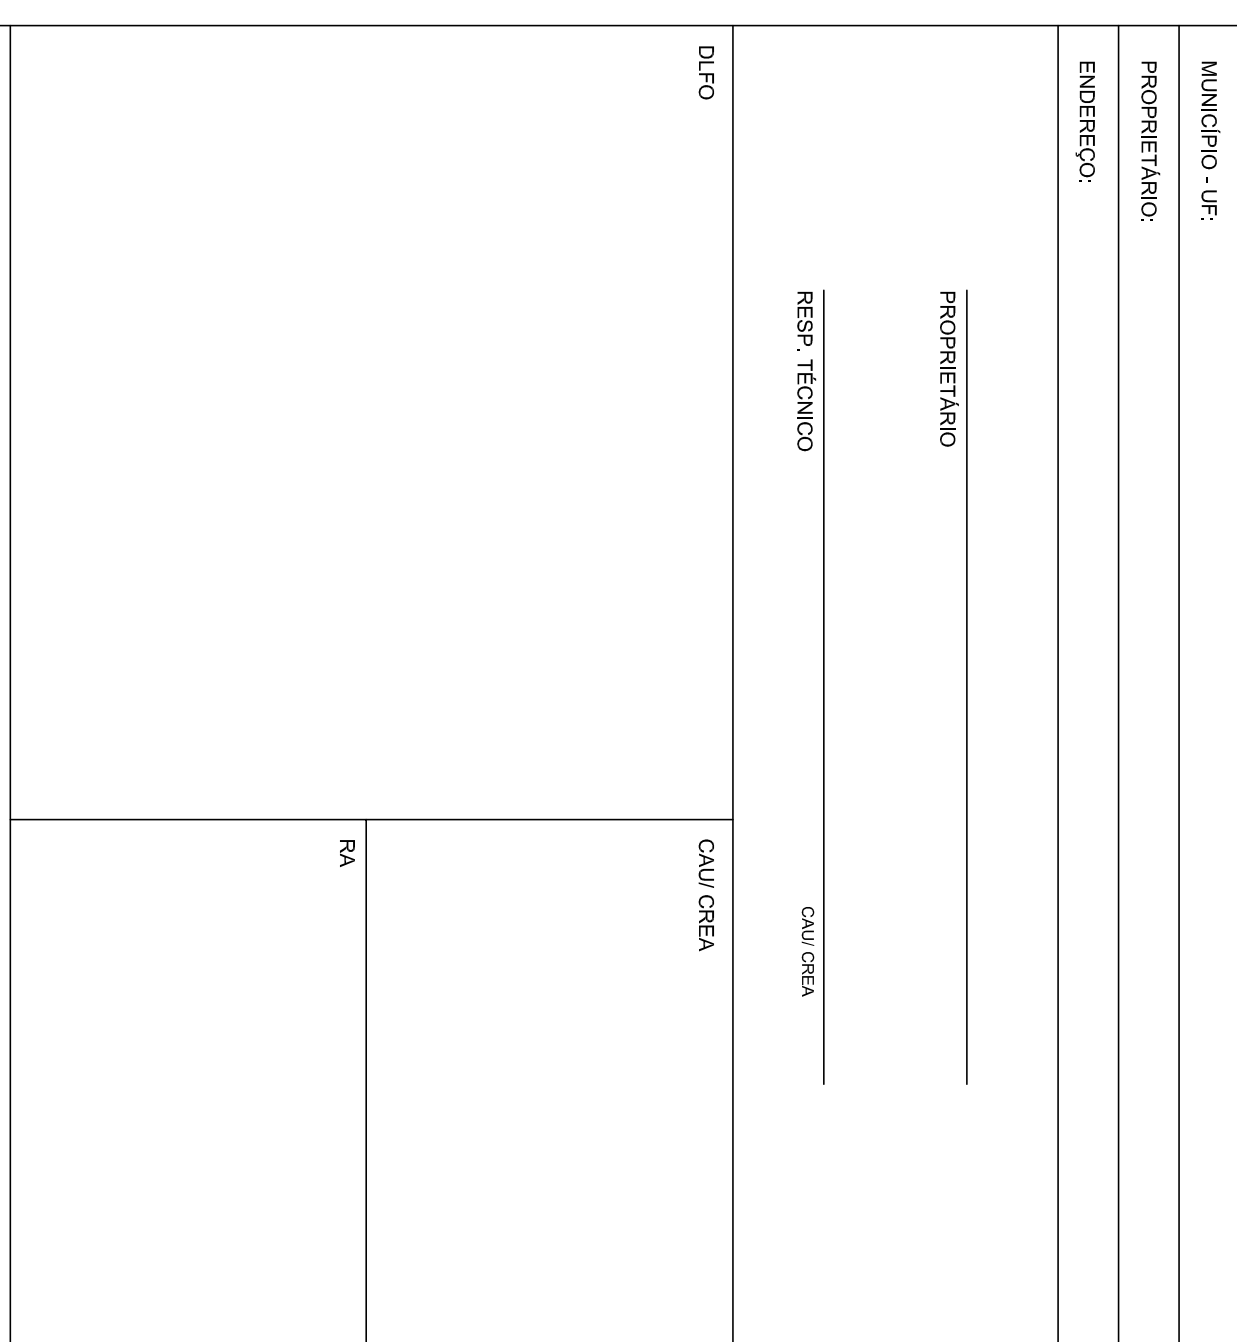 MUNICÍPIO - UF:
PROPRIETÁRIO:
ENDEREÇO:
PROPRIETÁRIO
RESP. TÉCNICO
CAU/ CREA
DLFO
CAU/ CREA
RA